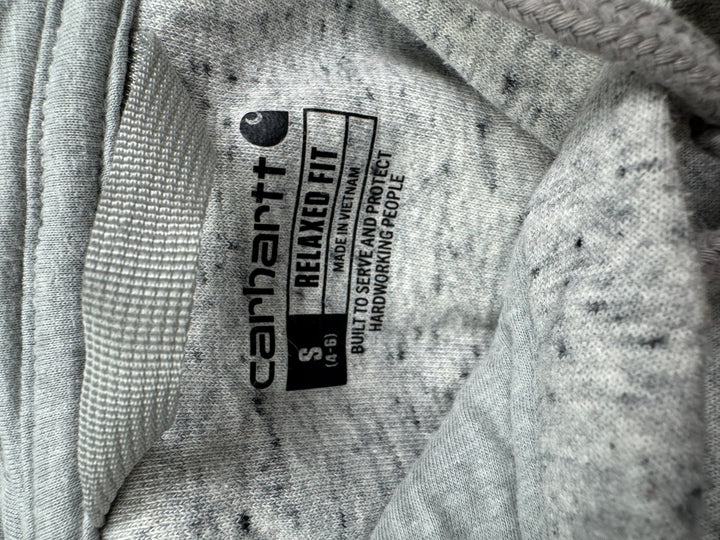 carhartt
S RELAXED FIT
(4-6) MADE IN VIETNAM
BUILT TO SERVE AND PROTECT
HARDWORKING PEOPLE